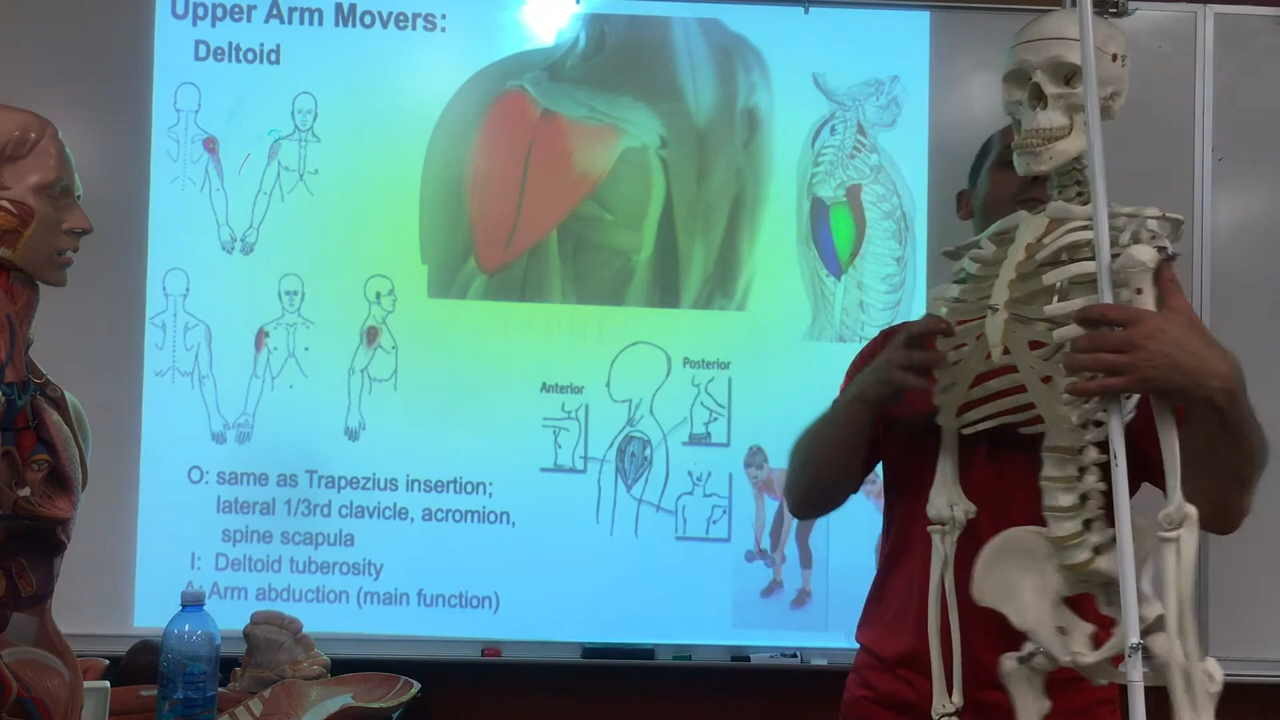 Upper Arm Movers:
Deltoid
Anterior
Posterior
O: same as Trapezius insertion;
lateral 1/3rd clavicle, acromion,
spine scapula
I: Deltoid tuberosity
A: Arm abduction (main function)